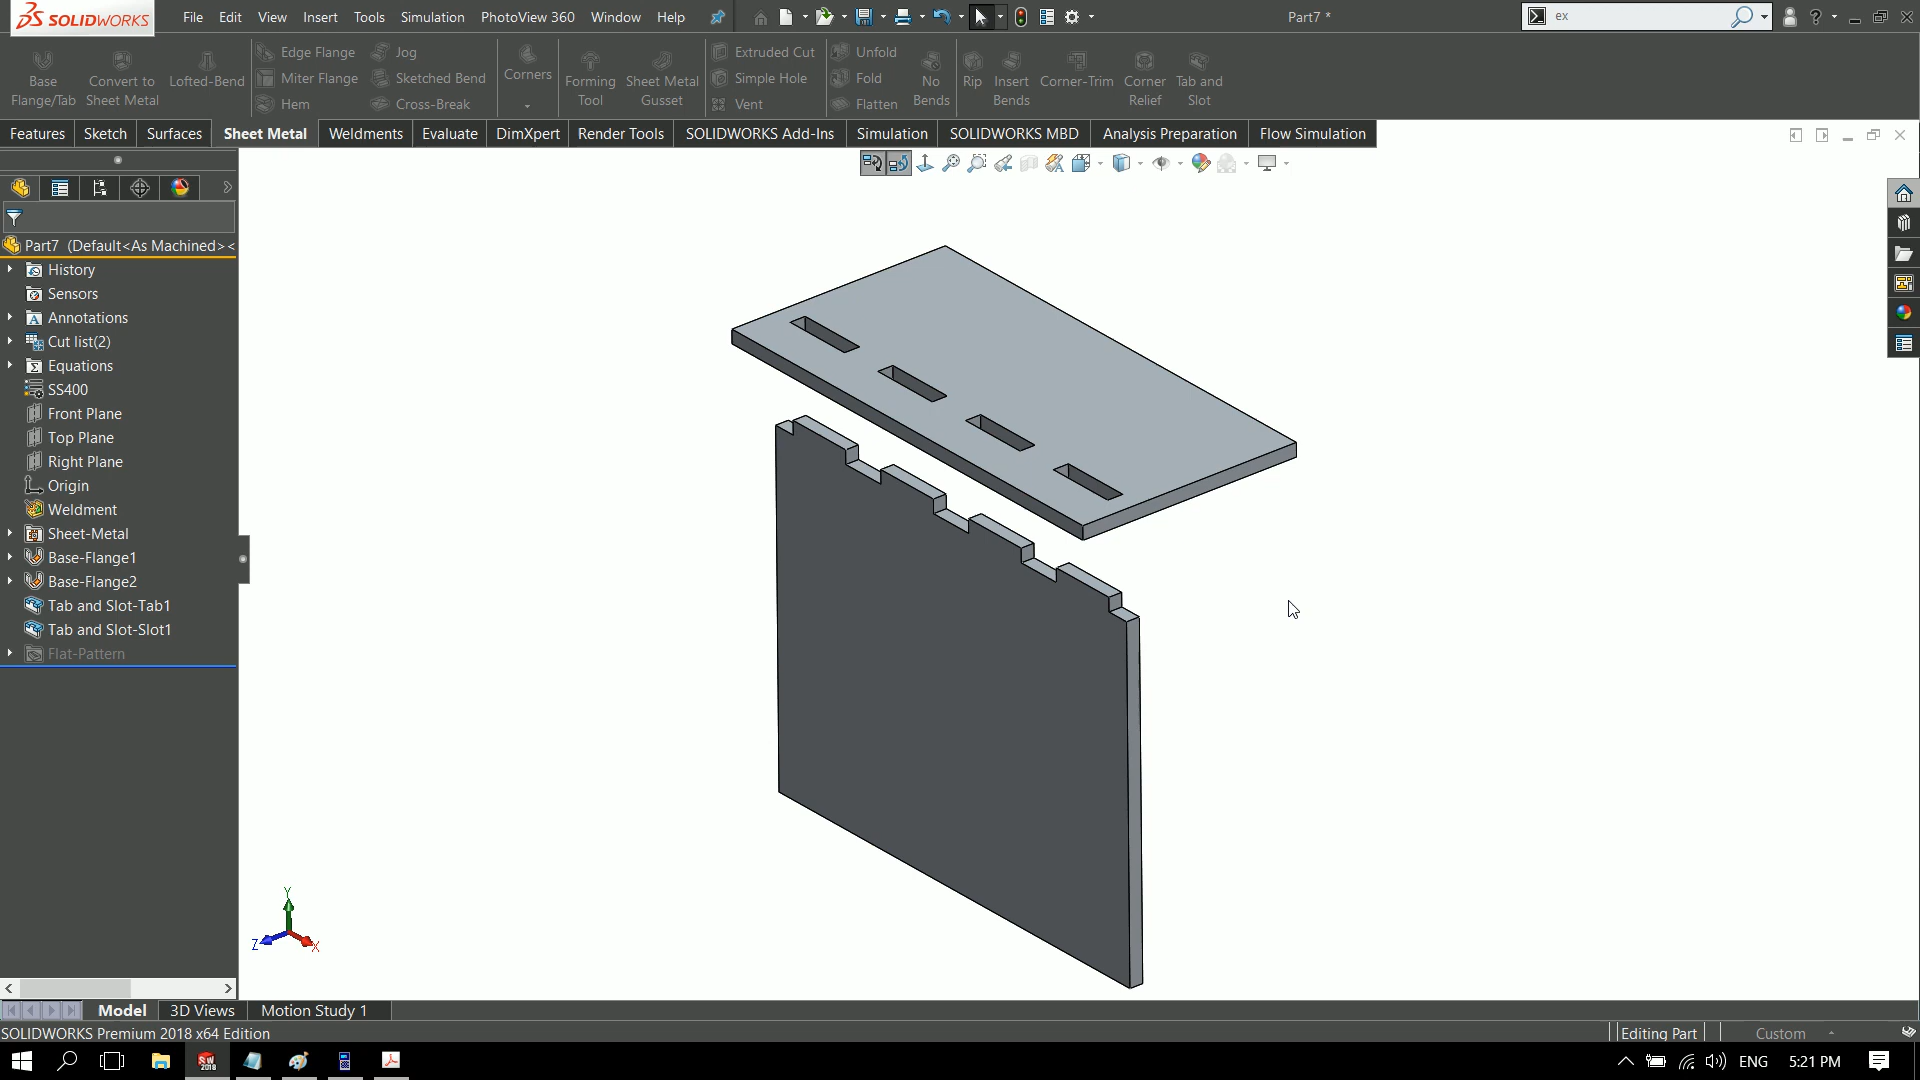 SOLIDWORKS File Edit View Insert Tools Simulation PhotoView 360 Window Help Part7 * ex
Edge Flange Jog Extruded Cut Unfold
Miter Flange Sketched Bend Simple Hole Fold
Hem Cross-Break Vent Flatten
Base Flange/Tab
Convert to Sheet Metal
Lofted-Bend
Corners
Forming Tool
Sheet Metal Gusset
No Bends
Rip
Insert Bends
Corner-Trim
Corner Relief
Tab and Slot
Features Sketch Surfaces Sheet Metal Weldments Evaluate DimXpert Render Tools SOLIDWORKS Add-Ins Simulation SOLIDWORKS MBD Analysis Preparation Flow Simulation
Part7 (Default<As Machined><
History
Sensors
Annotations
Cut list(2)
Equations
SS400
Front Plane
Top Plane
Right Plane
Origin
Weldment
Sheet-Metal
Base-Flange1
Base-Flange2
Tab and Slot-Tab1
Tab and Slot-Slot1
Flat-Pattern
Y
Z X
Model 3D Views Motion Study 1
SOLIDWORKS Premium 2018 x64 Edition Editing Part Custom
SW 2018 ENG 5:21 PM